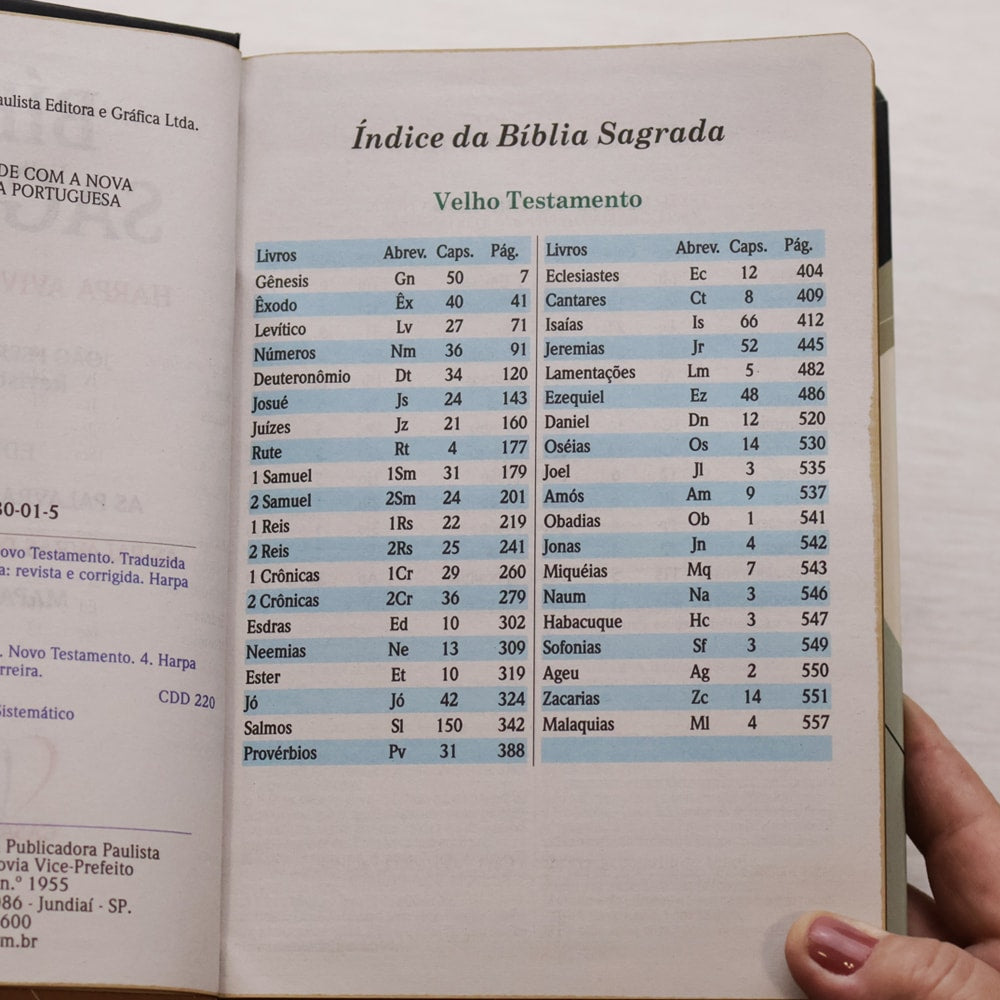 Paulista Editora e Gráfica Ltda.
DE COM A NOVA
A PORTUGUESA
30-01-5
ovo Testamento. Traduzida
a: revista e corrigida. Harpa
. Novo Testamento. 4. Harpa
rreira.
CDD 220
Sistemático
Publicadora Paulista
ovia Vice-Prefeito
n.º 1955
086 - Jundiaí - SP.
600
m.br
Índice da Bíblia Sagrada
Velho Testamento
Livros Abrev. Caps. Pág.
Gênesis Gn 50 7
Êxodo Êx 40 41
Levítico Lv 27 71
Números Nm 36 91
Deuteronômio Dt 34 120
Josué Js 24 143
Juízes Jz 21 160
Rute Rt 4 177
1 Samuel 1Sm 31 179
2 Samuel 2Sm 24 201
1 Reis 1Rs 22 219
2 Reis 2Rs 25 241
1 Crônicas 1Cr 29 260
2 Crônicas 2Cr 36 279
Esdras Ed 10 302
Neemias Ne 13 309
Ester Et 10 319
Jó Jó 42 324
Salmos Sl 150 342
Provérbios Pv 31 388
Livros Abrev. Caps. Pág.
Eclesiastes Ec 12 404
Cantares Ct 8 409
Isaías Is 66 412
Jeremias Jr 52 445
Lamentações Lm 5 482
Ezequiel Ez 48 486
Daniel Dn 12 520
Oséias Os 14 530
Joel Jl 3 535
Amós Am 9 537
Obadias Ob 1 541
Jonas Jn 4 542
Miquéias Mq 7 543
Naum Na 3 546
Habacuque Hc 3 547
Sofonias Sf 3 549
Ageu Ag 2 550
Zacarias Zc 14 551
Malaquias Ml 4 557